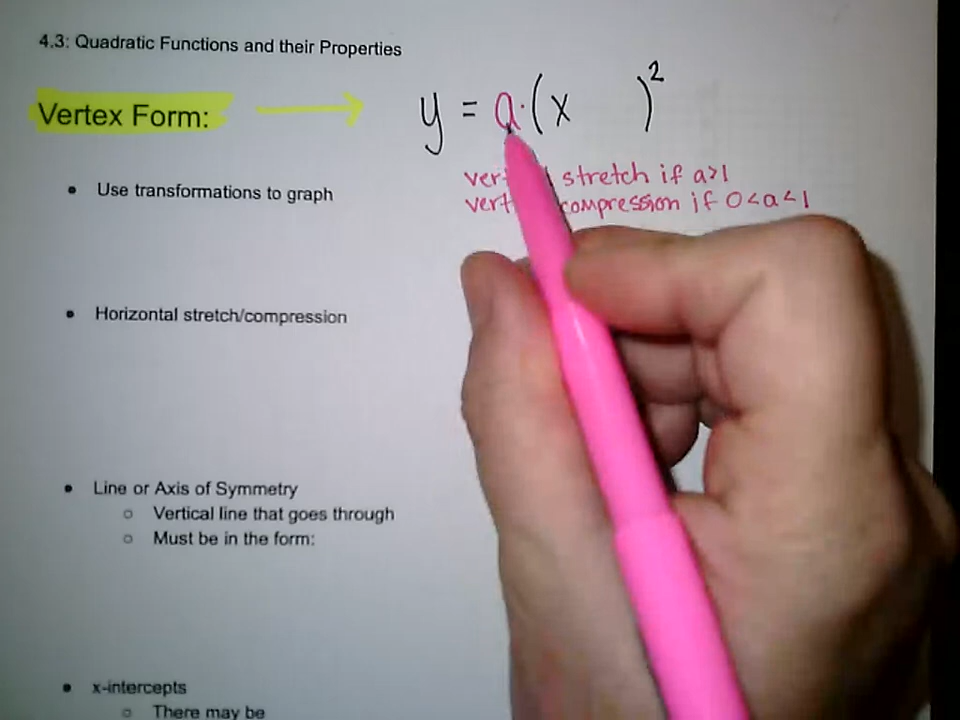 4.3: Quadratic Functions and their Properties
Vertex Form:
y = a·(x )²
stretch if a>1
compression if 0<a<1
Use transformations to graph
Horizontal stretch/compression
Line or Axis of Symmetry
Vertical line that goes through
Must be in the form:
x-intercepts
There may be